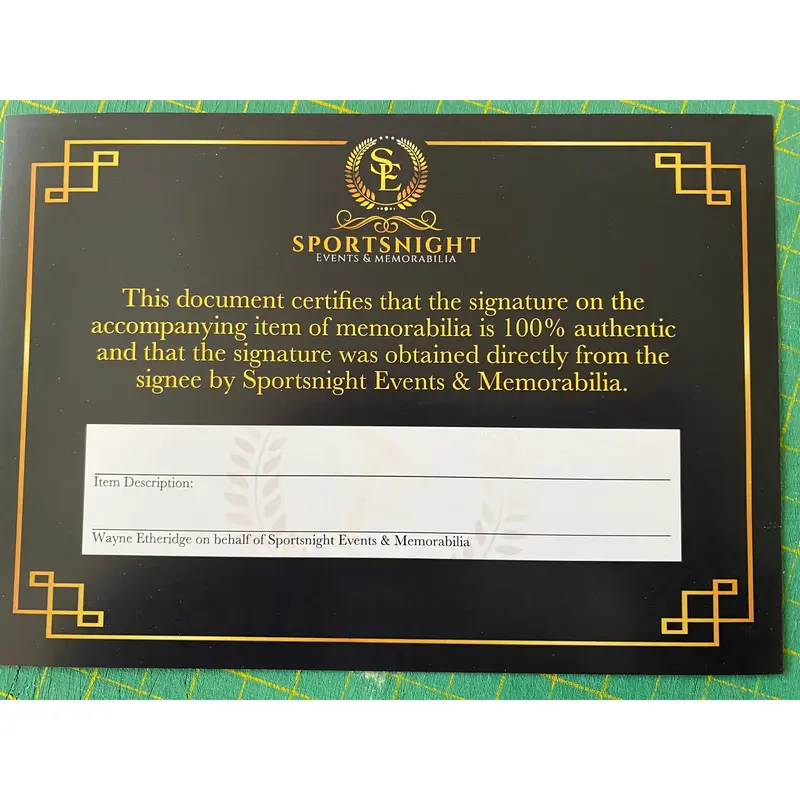 SE
SPORTSNIGHT
EVENTS & MEMORABILIA
This document certifies that the signature on the
accompanying item of memorabilia is 100% authentic
and that the signature was obtained directly from the
signee by Sportsnight Events & Memorabilia.
Item Description:
Wayne Etheridge on behalf of Sportsnight Events & Memorabilia